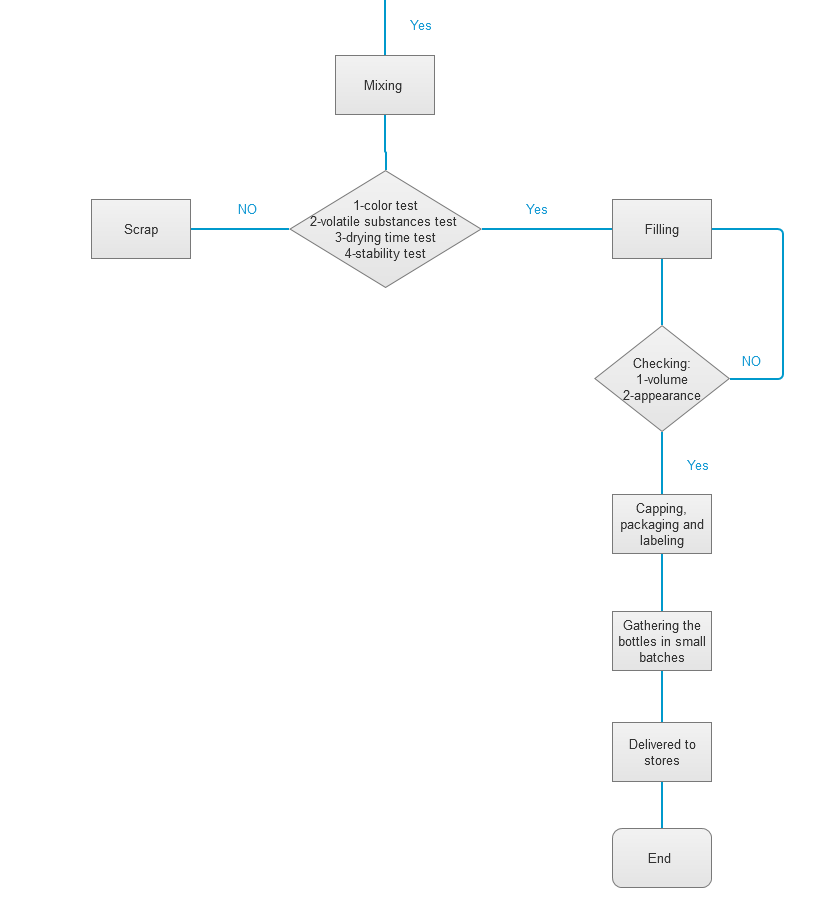 Yes
Mixing
1-color test
2-volatile substances test
3-drying time test
4-stability test
NO
Scrap
Yes
Filling
Checking:
1-volume
2-appearance
NO
Yes
Capping,
packaging and
labeling
Gathering the
bottles in small
batches
Delivered to
stores
End